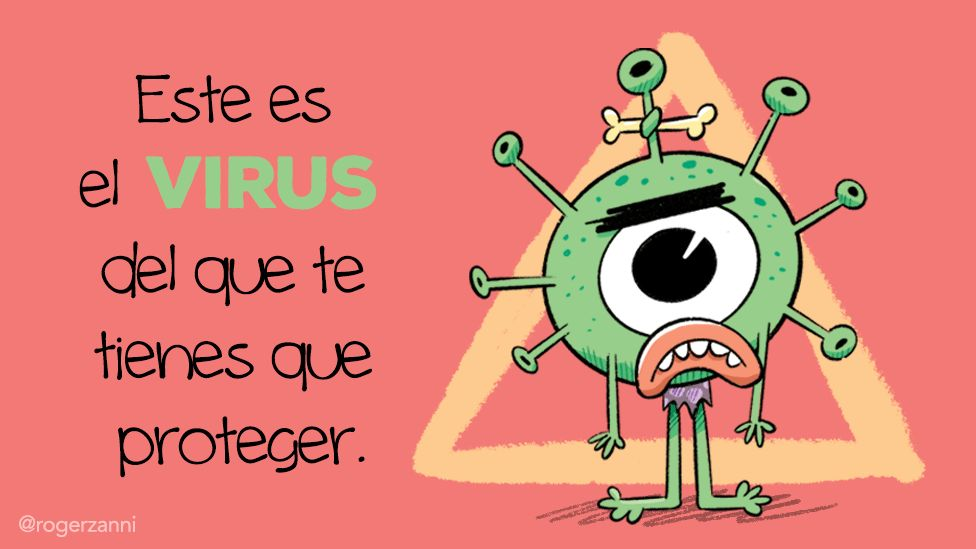 Este es
el VIRUS
del que te
tienes que
proteger.
@rogerzanni